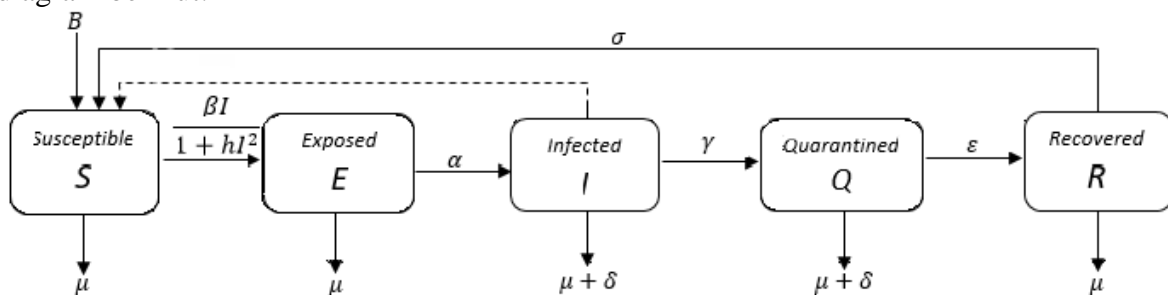 B
σ
Susceptible
S
βI
1 + hI²
Exposed
E
α
Infected
I
γ
Quarantined
Q
ε
Recovered
R
μ
μ
μ + δ
μ + δ
μ